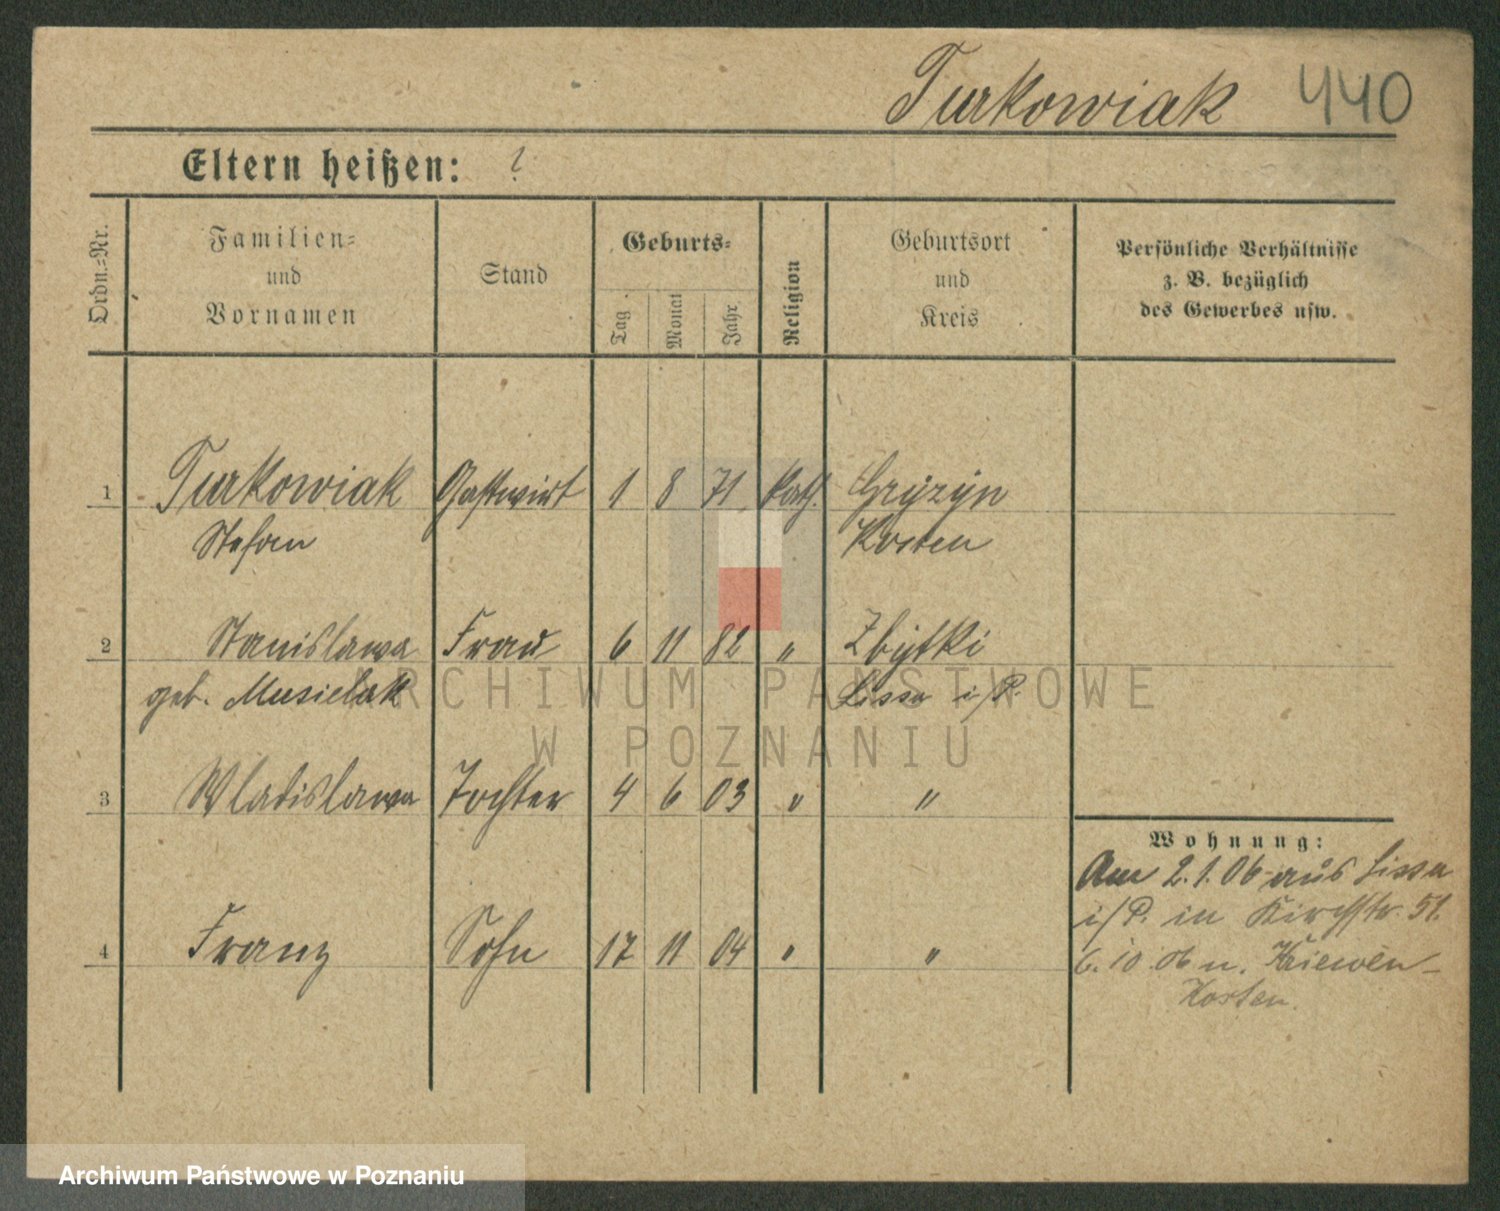 Turkowiak 440
Eltern heißen: ?
Ordn.-Nr.
Familien-
und
Vornamen
Stand
Geburts-
Tag
Monat
Jahr
Religion
Geburtsort
und
Kreis
Persönliche Verhältnisse
z. B. bezüglich
des Gewerbes usw.
1 Turkowiak Gastwirt 1 8 71 kath. Gryzyn
Stefan Kosten
2 Stanislawa Frau 6 11 82 " Zbytki
geb. Musielak Lissa i/P.
3 Wladislawa Tochter 4 6 03 " "
Wohnung:
Am 2.1.06 aus Lissa
i/P. in Kirchstr. 51.
4 Franz Sohn 17 11 04 " "
6.10.06 n. Kriewen-
Kosten.
ARCHIWUM PAŃSTWOWE
W POZNANIU
Archiwum Państwowe w Poznaniu